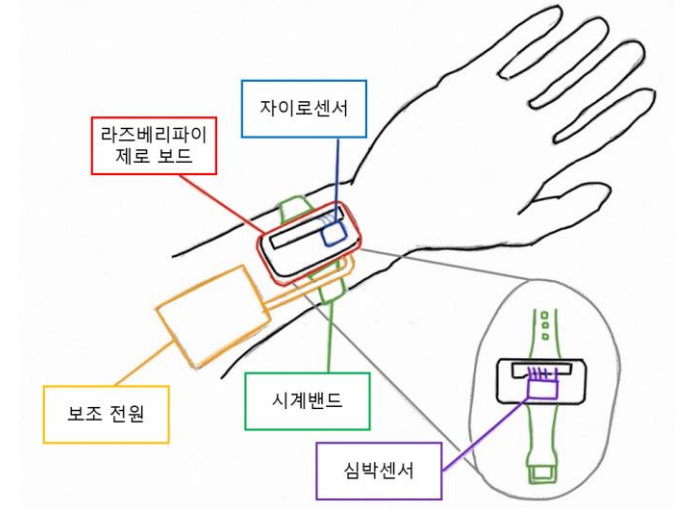 자이로센서
라즈베리파이
제로 보드
보조 전원
시계밴드
심박센서